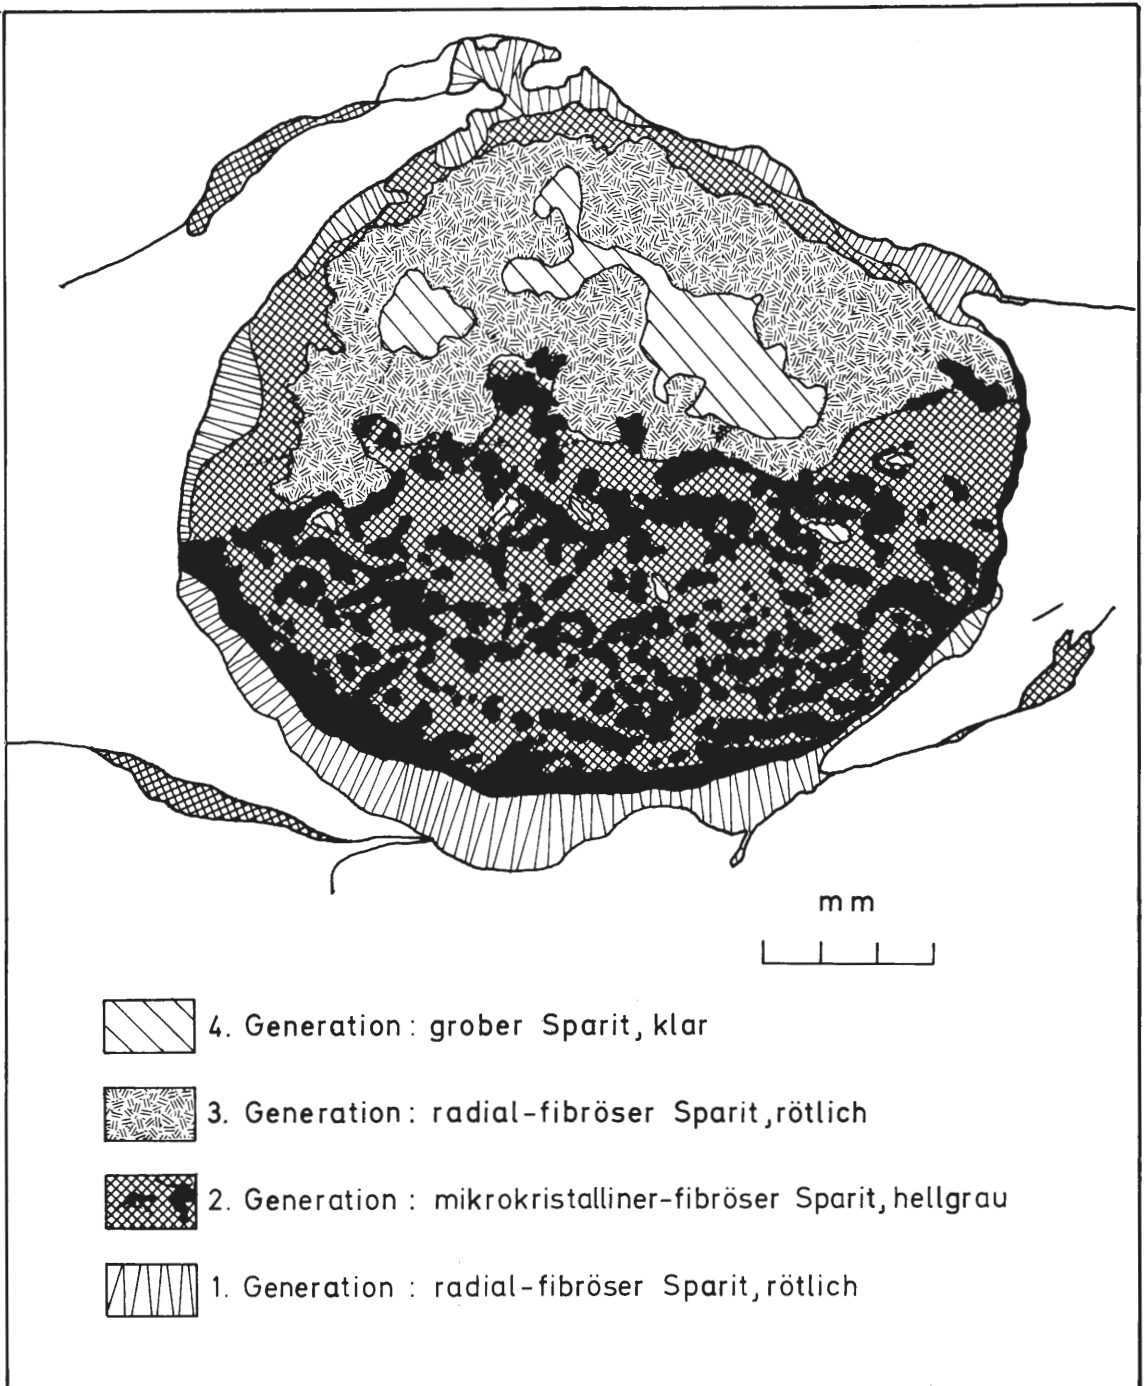 mm
4. Generation : grober Sparit, klar
3. Generation : radial-fibröser Sparit, rötlich
2. Generation : mikrokristalliner-fibröser Sparit, hellgrau
1. Generation : radial-fibröser Sparit, rötlich